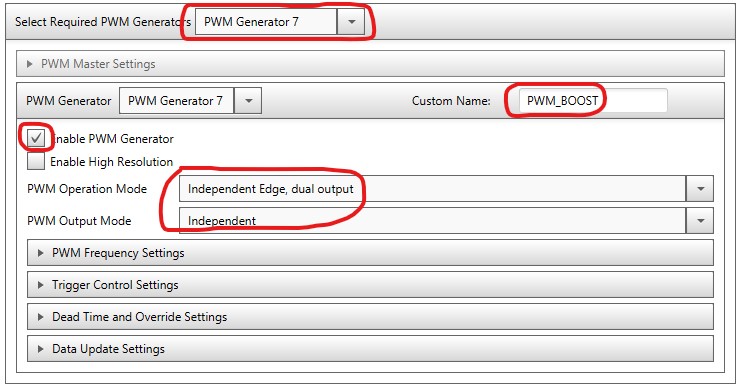 Select Required PWM Generators PWM Generator 7
PWM Master Settings
PWM Generator PWM Generator 7 Custom Name: PWM_BOOST
Enable PWM Generator
Enable High Resolution
PWM Operation Mode Independent Edge, dual output
PWM Output Mode Independent
PWM Frequency Settings
Trigger Control Settings
Dead Time and Override Settings
Data Update Settings